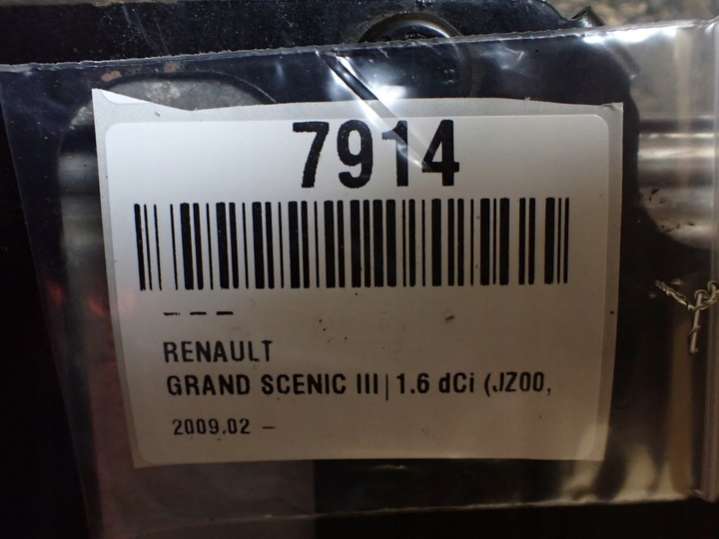 7914
– – –
RENAULT
GRAND SCENIC III|1.6 dCi (JZ00,
2009.02 –